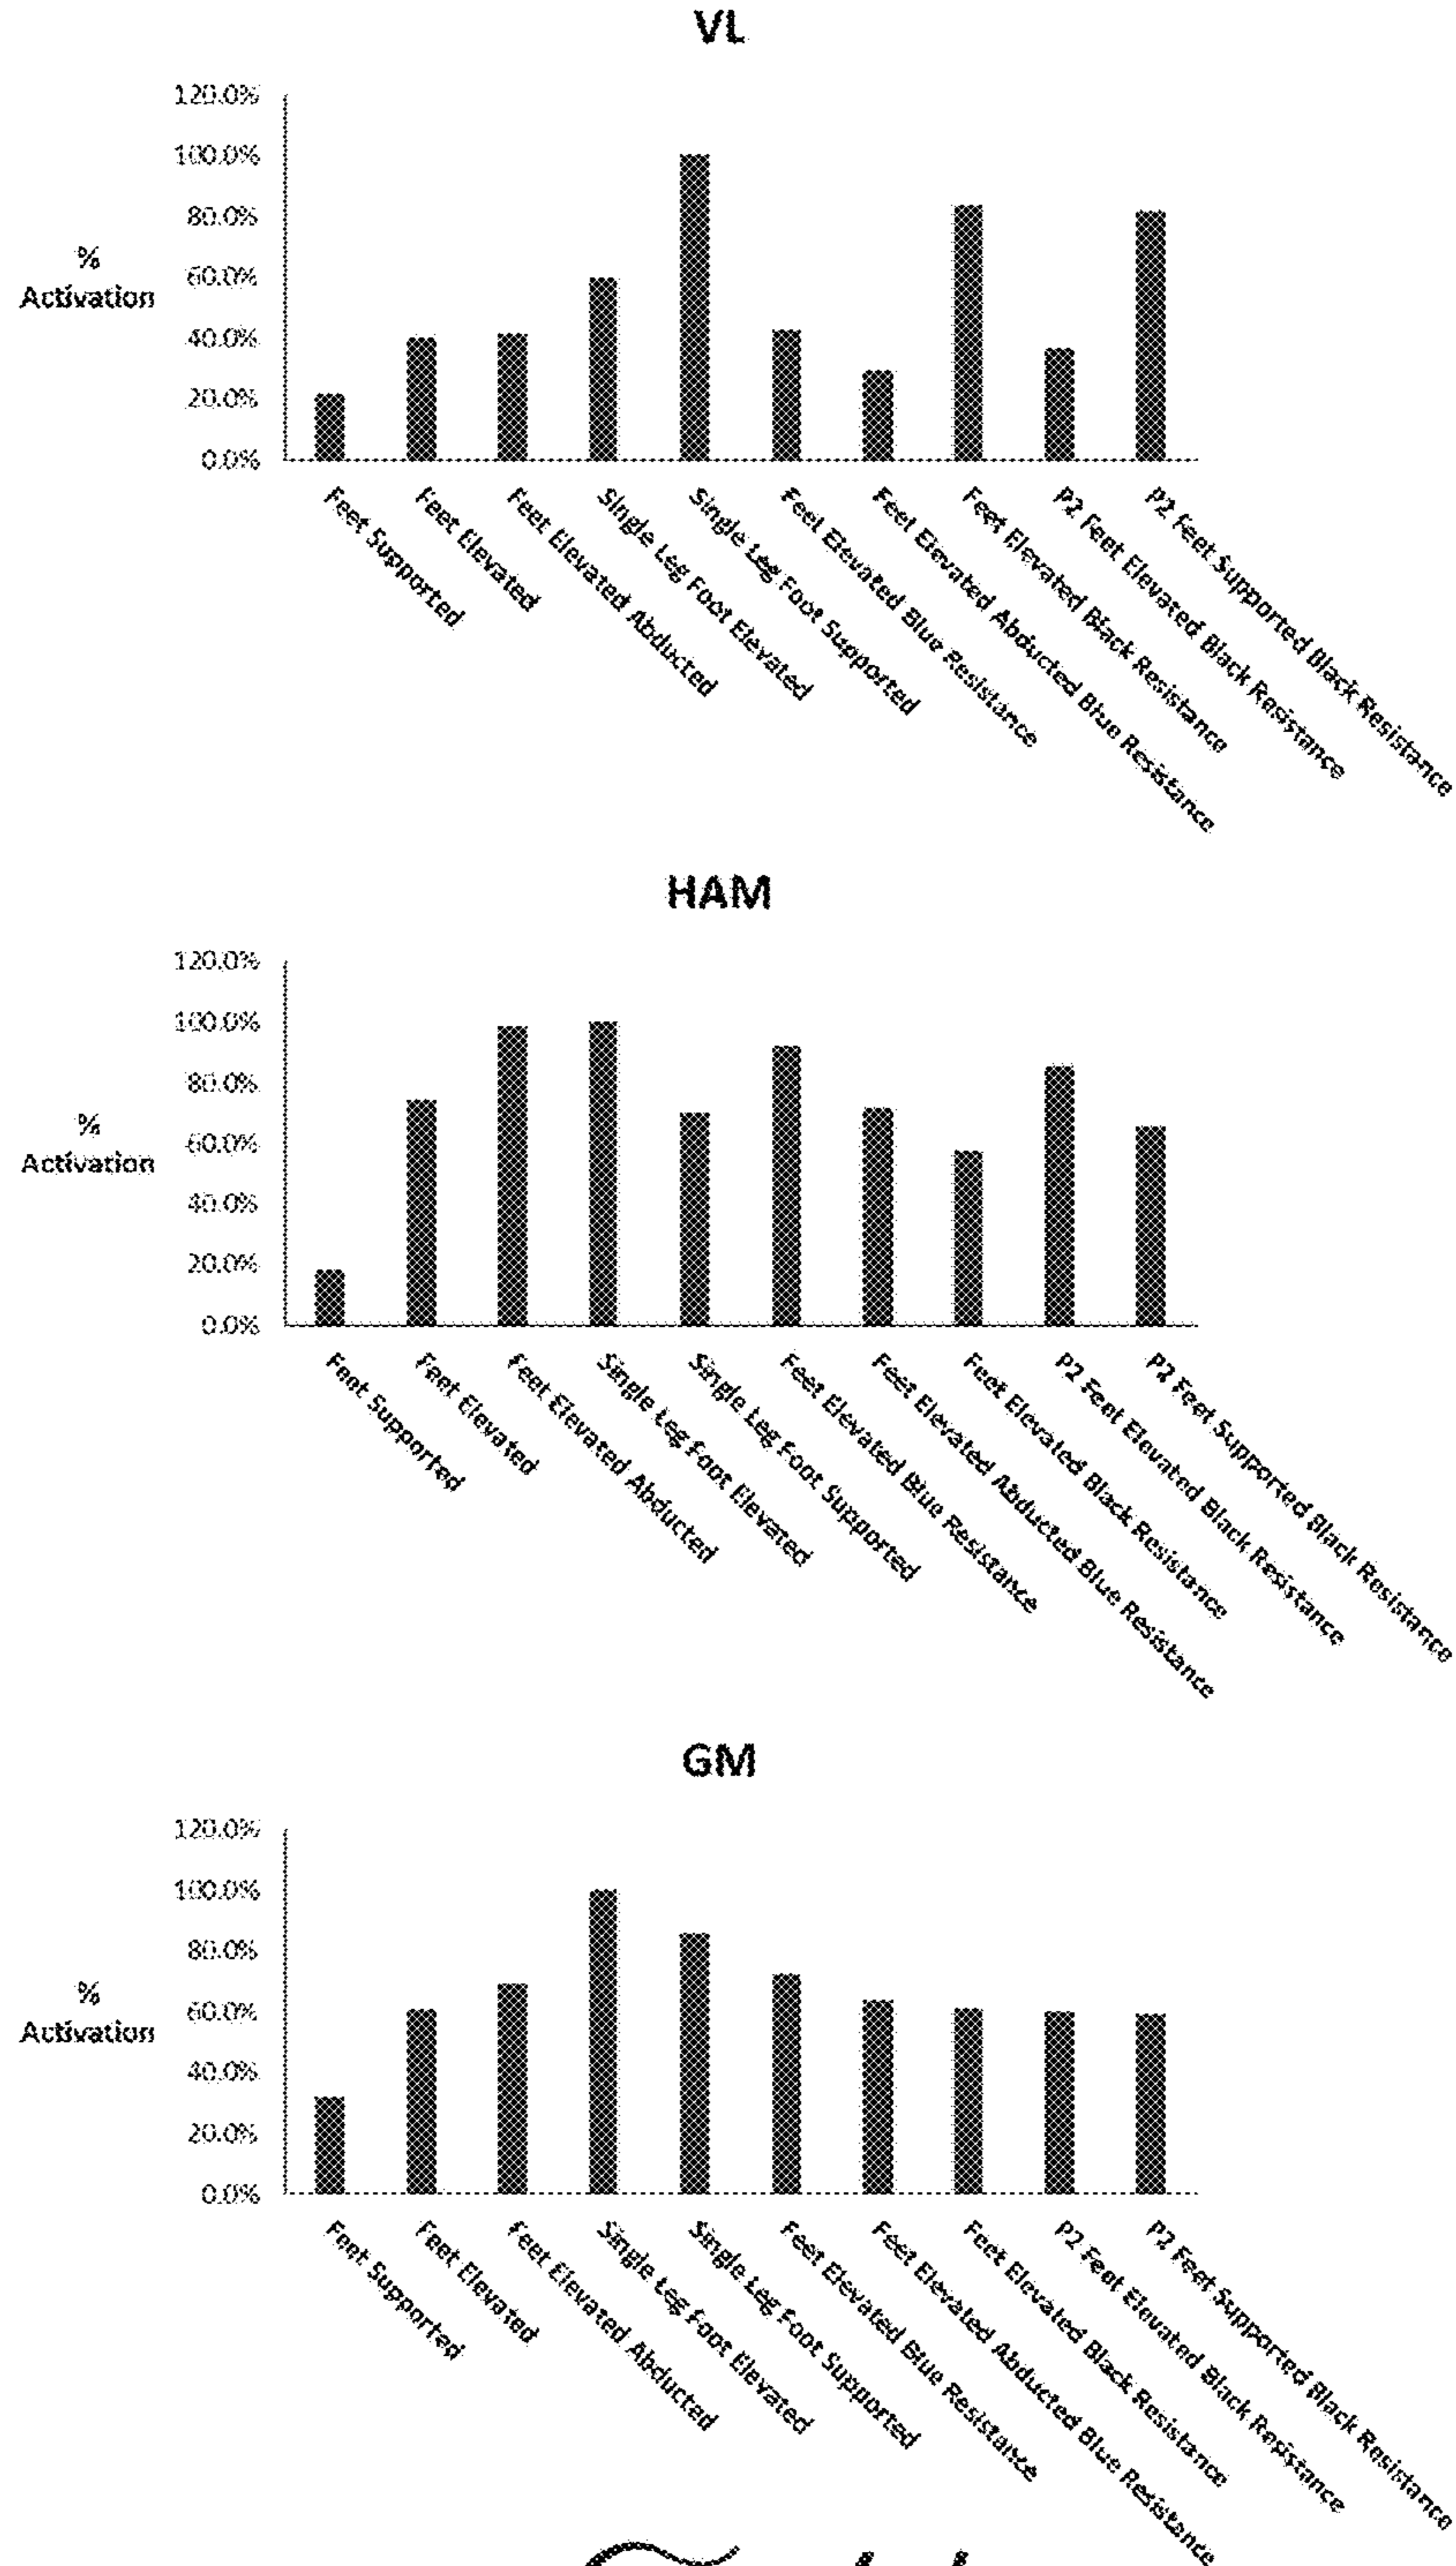 VL
120.0%
100.0%
80.0%
60.0%
40.0%
20.0%
0.0%
%
Activation
Feet Supported
Feet Elevated
Feet Elevated Abducted
Single Leg Foot Elevated
Single Leg Foot Supported
Feet Elevated Blue Resistance
Feet Elevated Abducted Blue Resistance
Feet Elevated Black Resistance
P2 Feet Elevated Black Resistance
P2 Feet Supported Black Resistance
HAM
120.0%
100.0%
80.0%
60.0%
40.0%
20.0%
0.0%
%
Activation
Feet Supported
Feet Elevated
Feet Elevated Abducted
Single Leg Foot Elevated
Single Leg Foot Supported
Feet Elevated Blue Resistance
Feet Elevated Abducted Blue Resistance
Feet Elevated Black Resistance
P2 Feet Elevated Black Resistance
P2 Feet Supported Black Resistance
GM
120.0%
100.0%
80.0%
60.0%
40.0%
20.0%
0.0%
%
Activation
Feet Supported
Feet Elevated
Feet Elevated Abducted
Single Leg Foot Elevated
Single Leg Foot Supported
Feet Elevated Blue Resistance
Feet Elevated Abducted Blue Resistance
Feet Elevated Black Resistance
P2 Feet Elevated Black Resistance
P2 Feet Supported Black Resistance